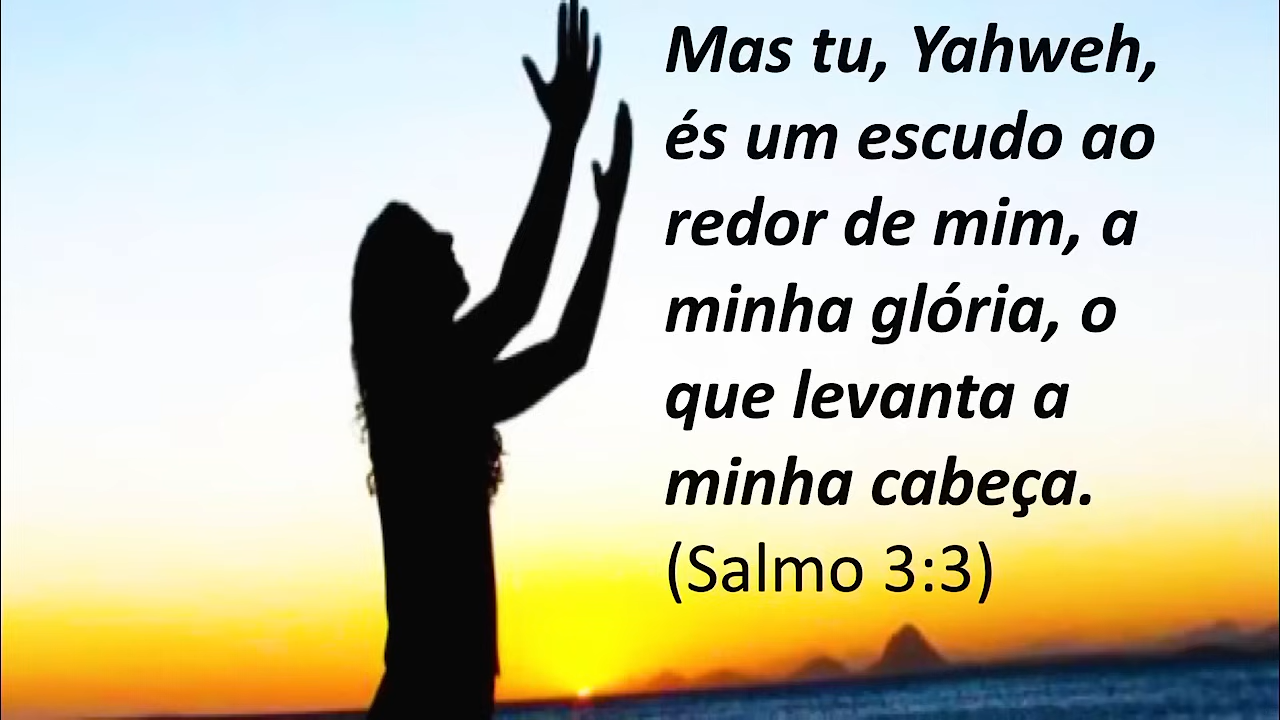 Mas tu, Yahweh,
és um escudo ao
redor de mim, a
minha glória, o
que levanta a
minha cabeça.
(Salmo 3:3)